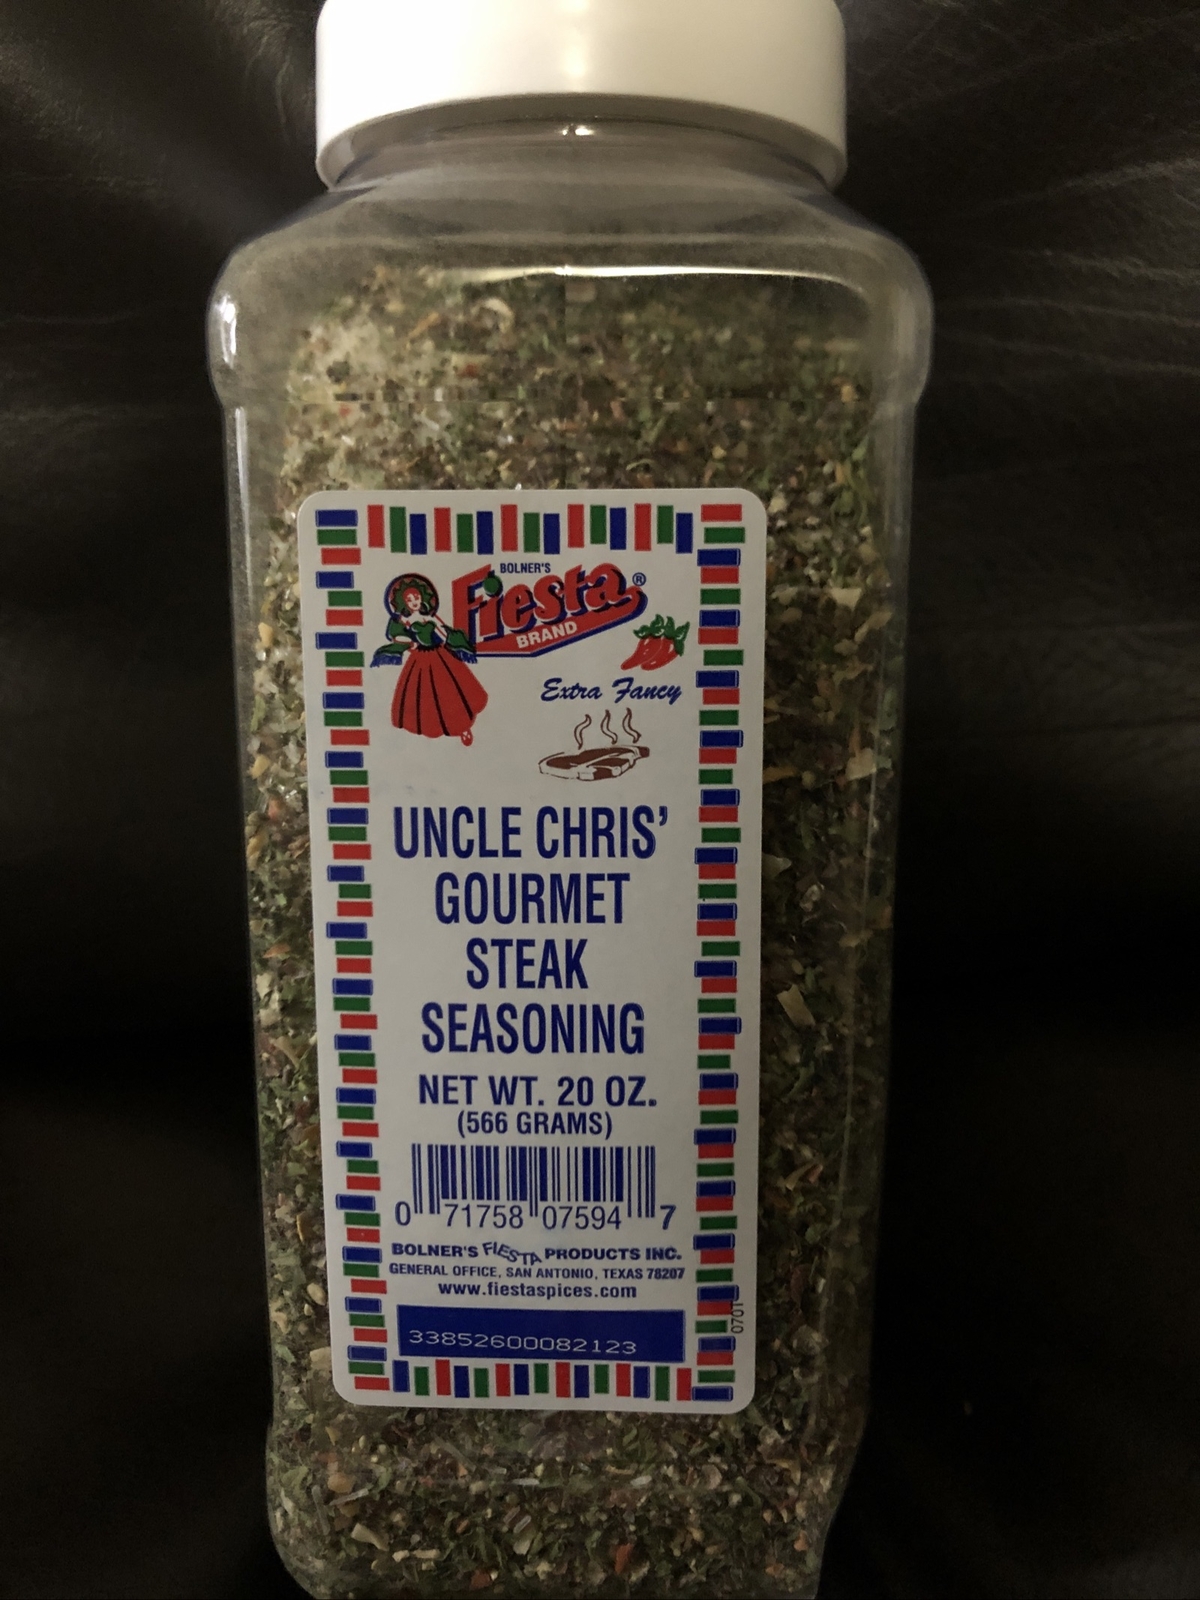 BOLNER'S
Fiesta®
BRAND
Extra Fancy
UNCLE CHRIS'
GOURMET
STEAK
SEASONING
NET WT. 20 OZ.
(566 GRAMS)
0 71758 07594 7
BOLNER'S FIESTA PRODUCTS INC.
GENERAL OFFICE, SAN ANTONIO, TEXAS 78207
www.fiestaspices.com
0701
33852600082123